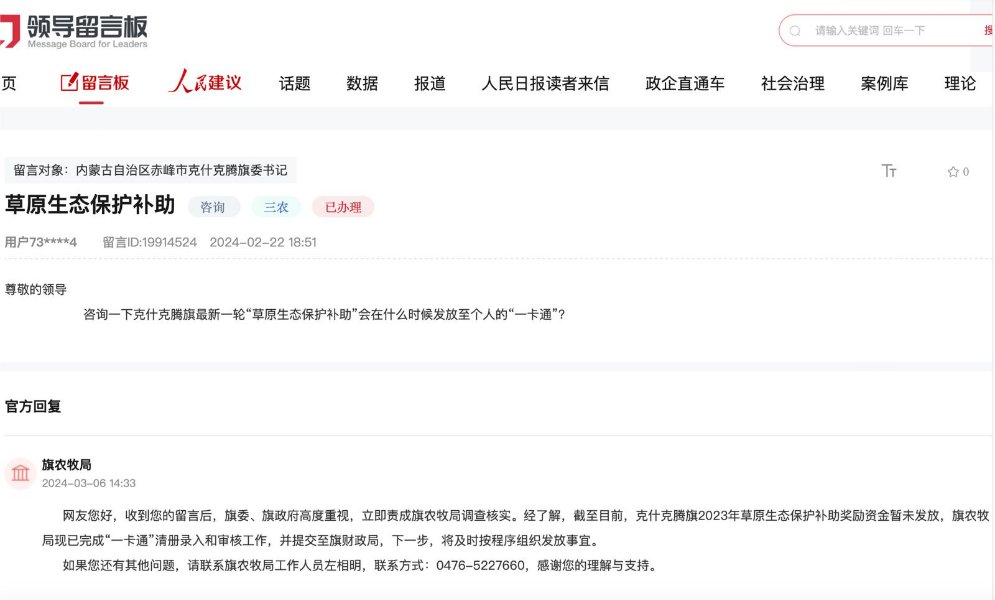 领导留言板
Message Board for Leaders
请输入关键词 回车一下
页 留言板 人民建议 话题 数据 报道 人民日报读者来信 政企直通车 社会治理 案例库 理论
留言对象：内蒙古自治区赤峰市克什克腾旗委书记
Tт
0
草原生态保护补助 咨询 三农 已办理
用户73****4 留言ID:19914524 2024-02-22 18:51
尊敬的领导
咨询一下克什克腾旗最新一轮“草原生态保护补助”会在什么时候发放至个人的“一卡通”？
官方回复
旗农牧局
2024-03-06 14:33
网友您好，收到您的留言后，旗委、旗政府高度重视，立即责成旗农牧局调查核实。经了解，截至目前，克什克腾旗2023年草原生态保护补助奖励资金暂未发放，旗农牧
局现已完成“一卡通”清册录入和审核工作，并提交至旗财政局，下一步，将及时按程序组织发放事宜。
如果您还有其他问题，请联系旗农牧局工作人员左相明，联系方式：0476-5227660，感谢您的理解与支持。